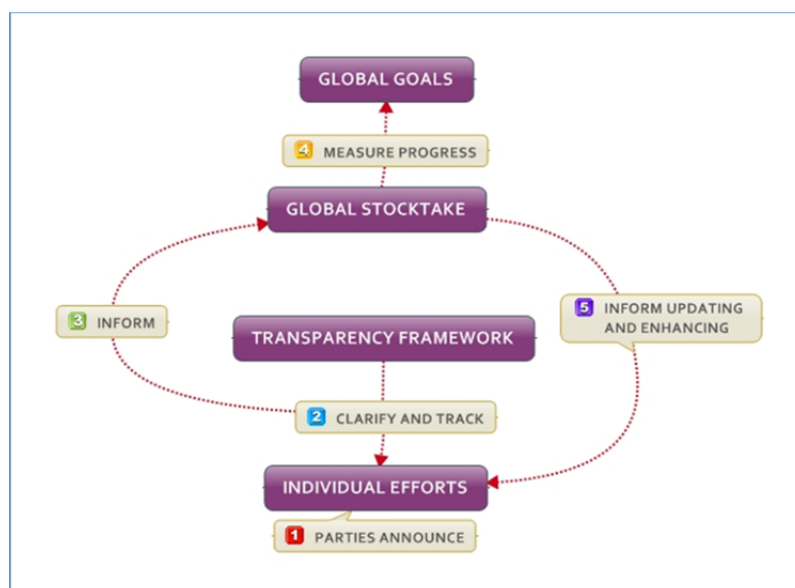 GLOBAL GOALS
4 MEASURE PROGRESS
GLOBAL STOCKTAKE
3 INFORM
5 INFORM UPDATING
AND ENHANCING
TRANSPARENCY FRAMEWORK
2 CLARIFY AND TRACK
INDIVIDUAL EFFORTS
1 PARTIES ANNOUNCE